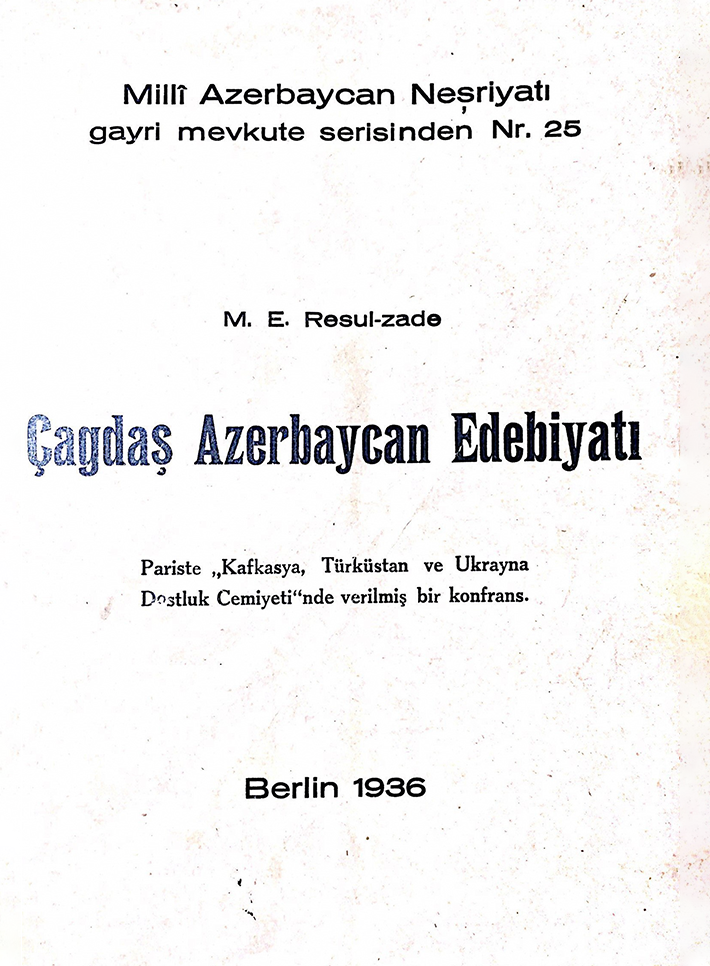 Millî Azerbaycan Neşriyatı
gayri mevkute serisinden Nr. 25
M. E. Resul-zade
Çagdaş Azerbaycan Edebiyatı
Pariste „Kafkasya, Türküstan ve Ukrayna
Dostluk Cemiyeti“nde verilmiş bir konfrans.
Berlin 1936